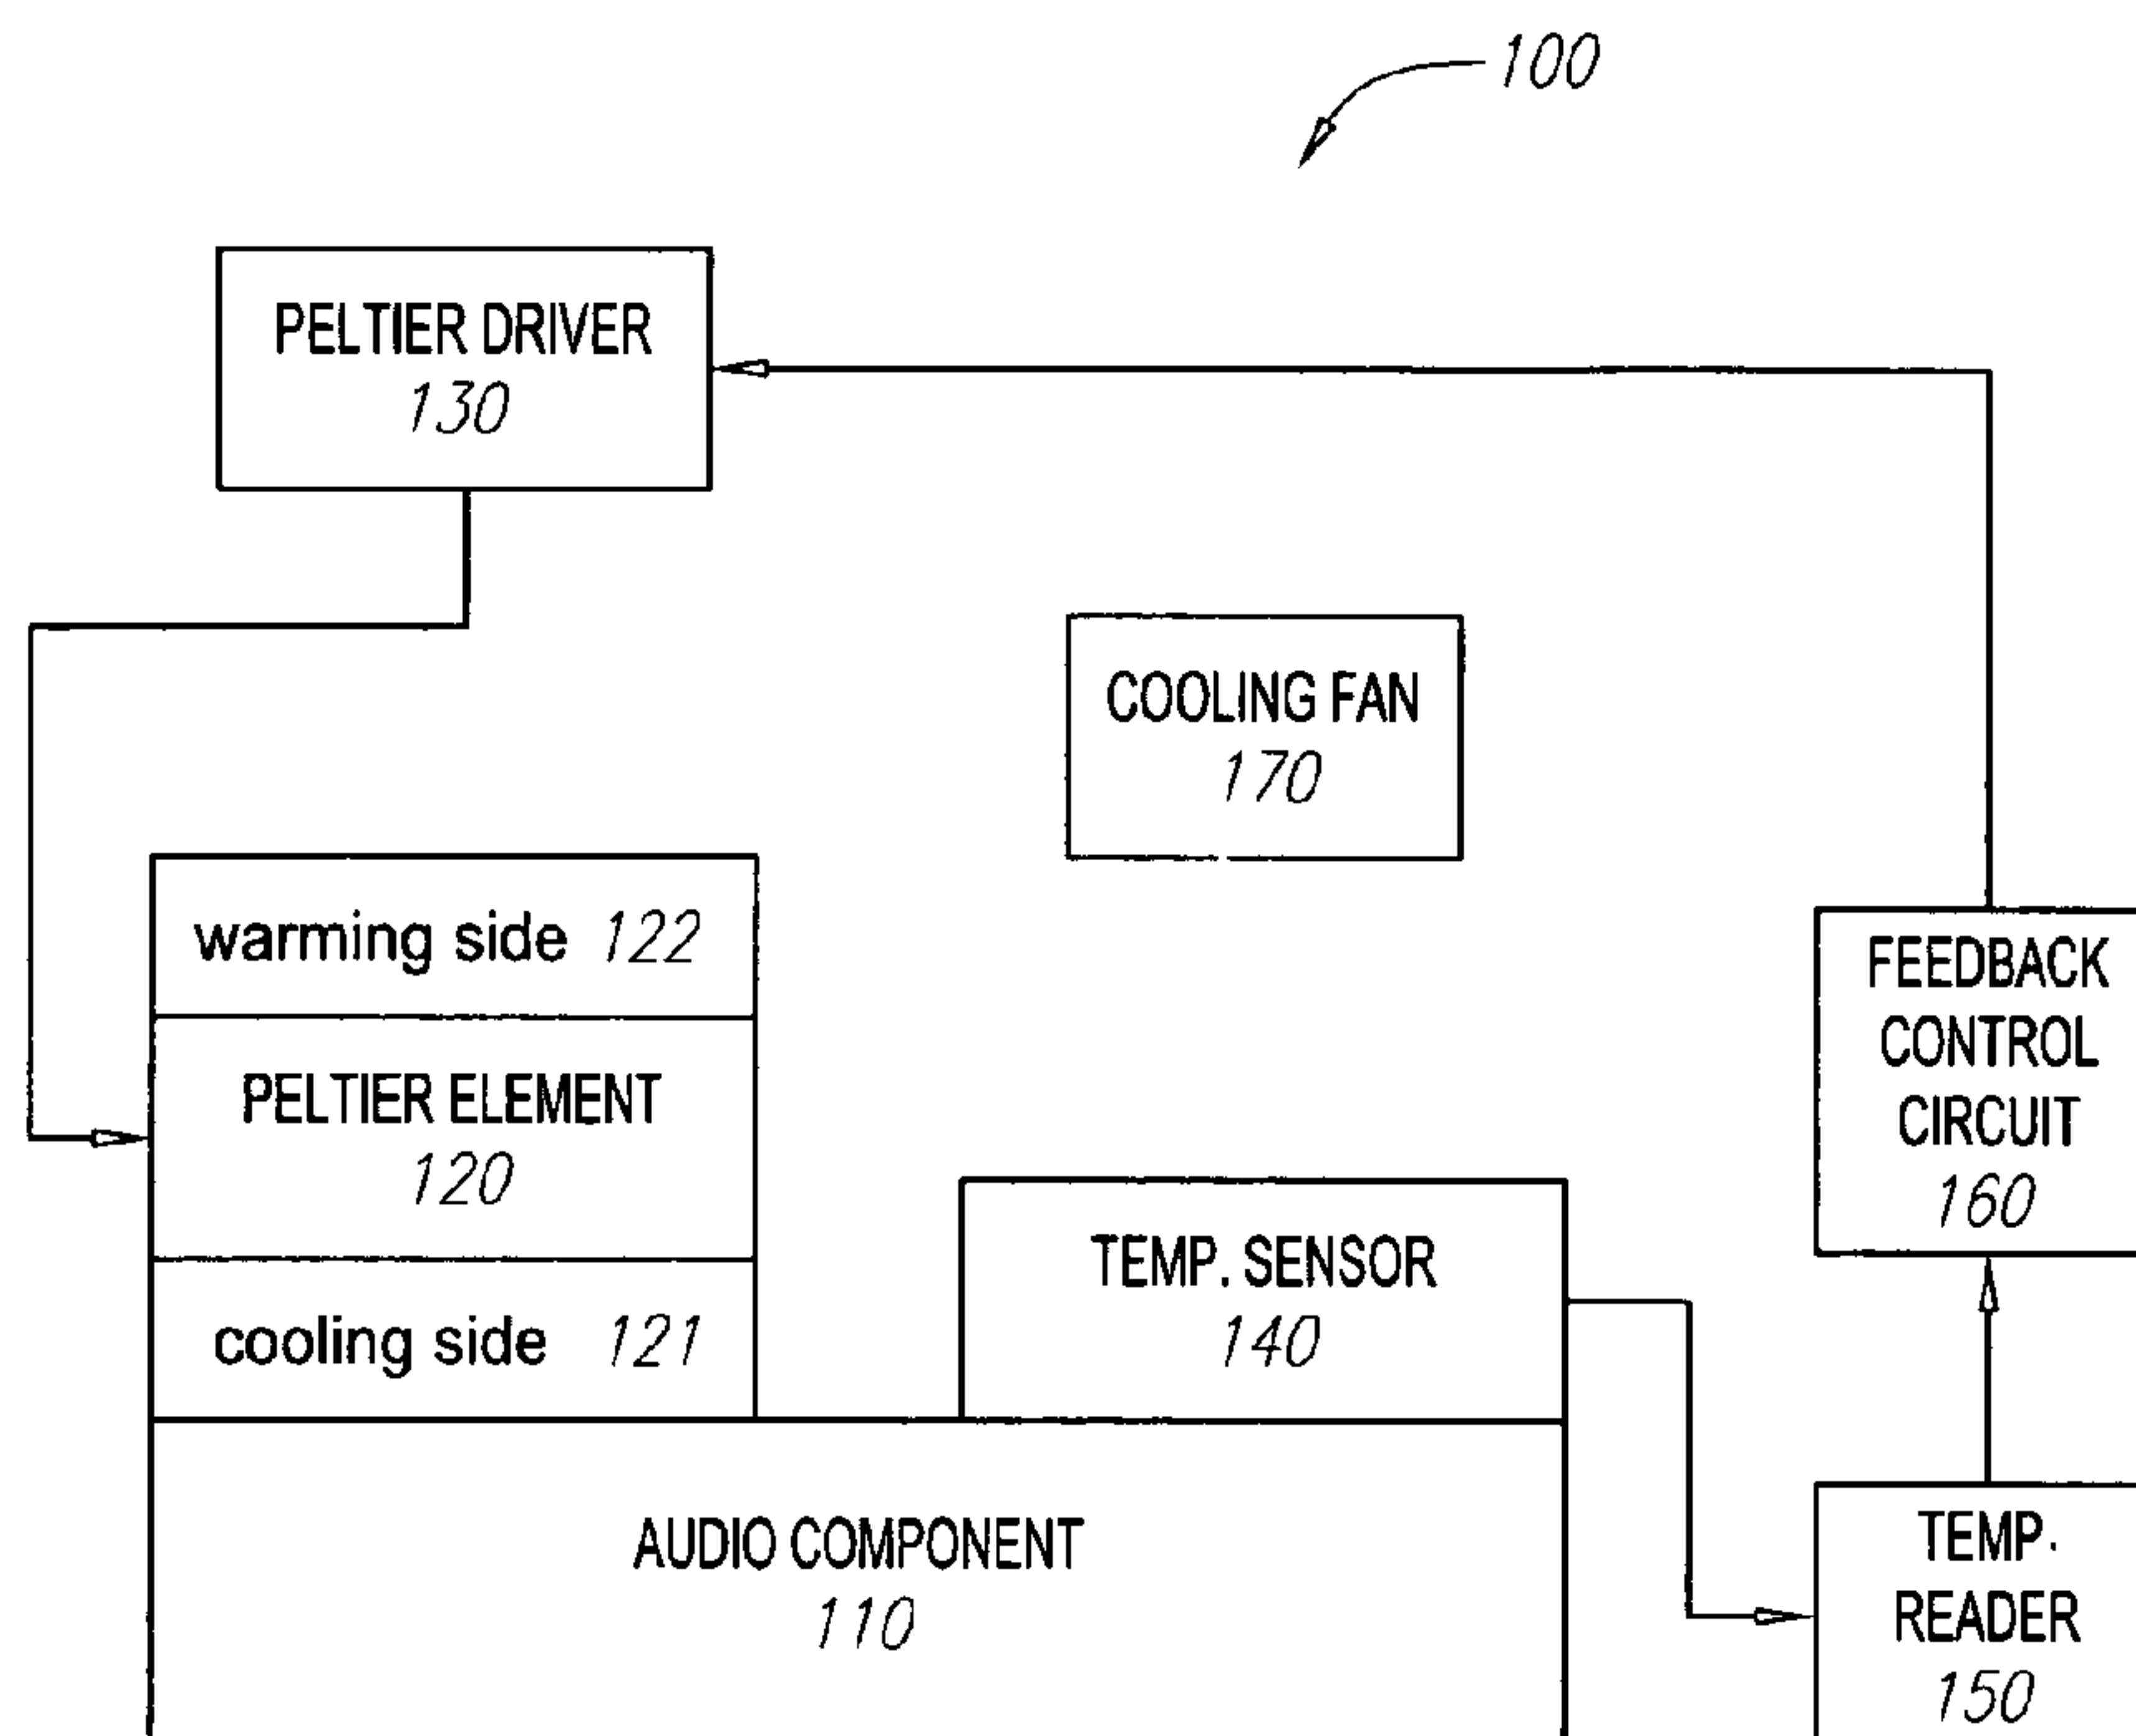 100
PELTIER DRIVER
130
COOLING FAN
170
warming side 122
PELTIER ELEMENT
120
cooling side 121
FEEDBACK
CONTROL
CIRCUIT
160
TEMP. SENSOR
140
AUDIO COMPONENT
110
TEMP.
READER
150